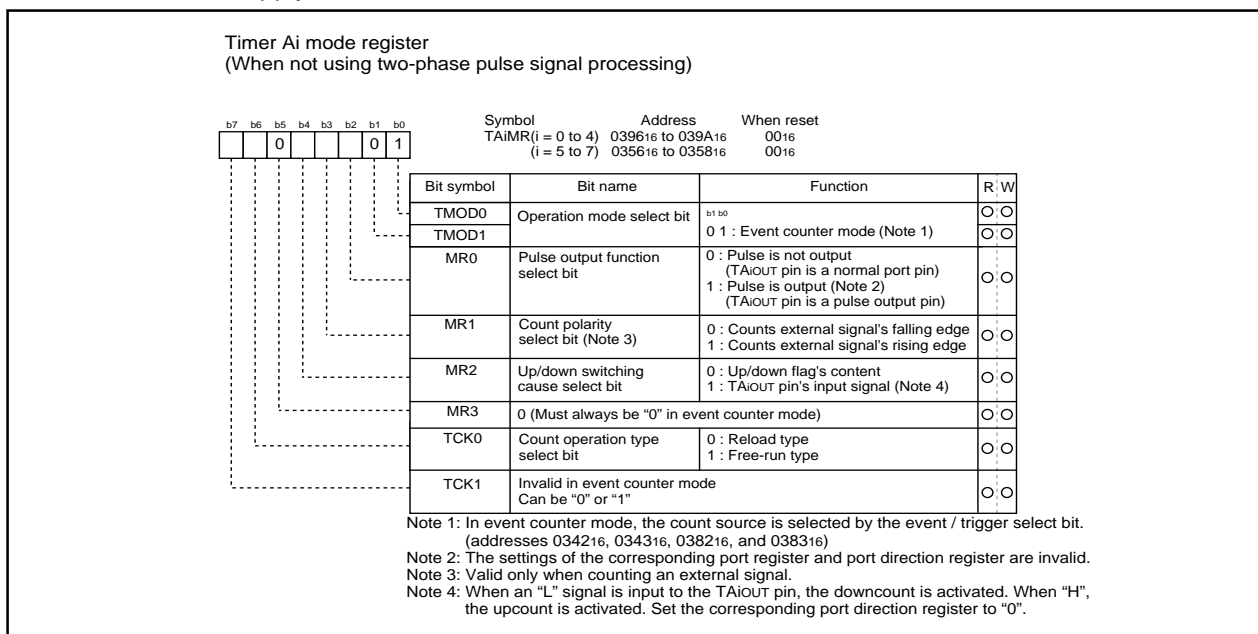 Timer Ai mode register
(When not using two-phase pulse signal processing)
Symbol Address When reset
TAiMR(i = 0 to 4) 039616 to 039A16 0016
(i = 5 to 7) 035616 to 035816 0016
b7 b6 b5 b4 b3 b2 b1 b0
0 0 1
Bit symbol Bit name Function R W
TMOD0 Operation mode select bit b1 b0
TMOD1 0 1 : Event counter mode (Note 1)
MR0 Pulse output function 0 : Pulse is not output
select bit (TAiOUT pin is a normal port pin)
1 : Pulse is output (Note 2)
(TAiOUT pin is a pulse output pin)
MR1 Count polarity 0 : Counts external signal's falling edge
select bit (Note 3) 1 : Counts external signal's rising edge
MR2 Up/down switching 0 : Up/down flag's content
cause select bit 1 : TAiOUT pin's input signal (Note 4)
MR3 0 (Must always be “0” in event counter mode)
TCK0 Count operation type 0 : Reload type
select bit 1 : Free-run type
TCK1 Invalid in event counter mode
Can be “0” or “1”
Note 1: In event counter mode, the count source is selected by the event / trigger select bit.
(addresses 034216, 034316, 038216, and 038316)
Note 2: The settings of the corresponding port register and port direction register are invalid.
Note 3: Valid only when counting an external signal.
Note 4: When an “L” signal is input to the TAiOUT pin, the downcount is activated. When “H”,
the upcount is activated. Set the corresponding port direction register to “0”.